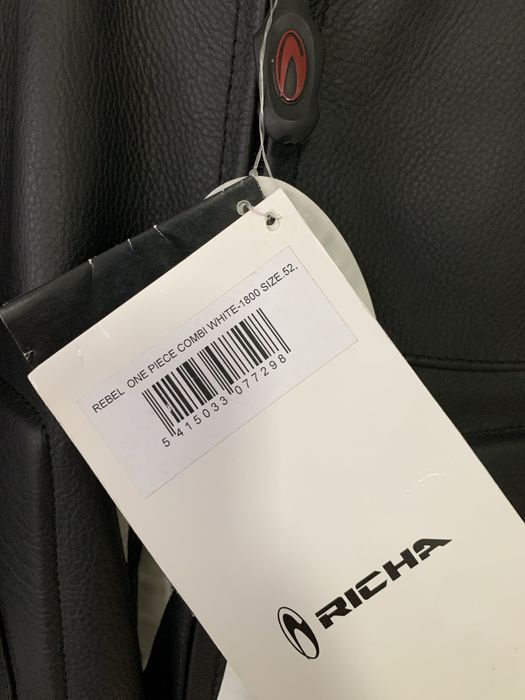 REBEL ONE PIECE COMBI WHITE-1800 SIZE.52,
5 415033 077298
RICHA